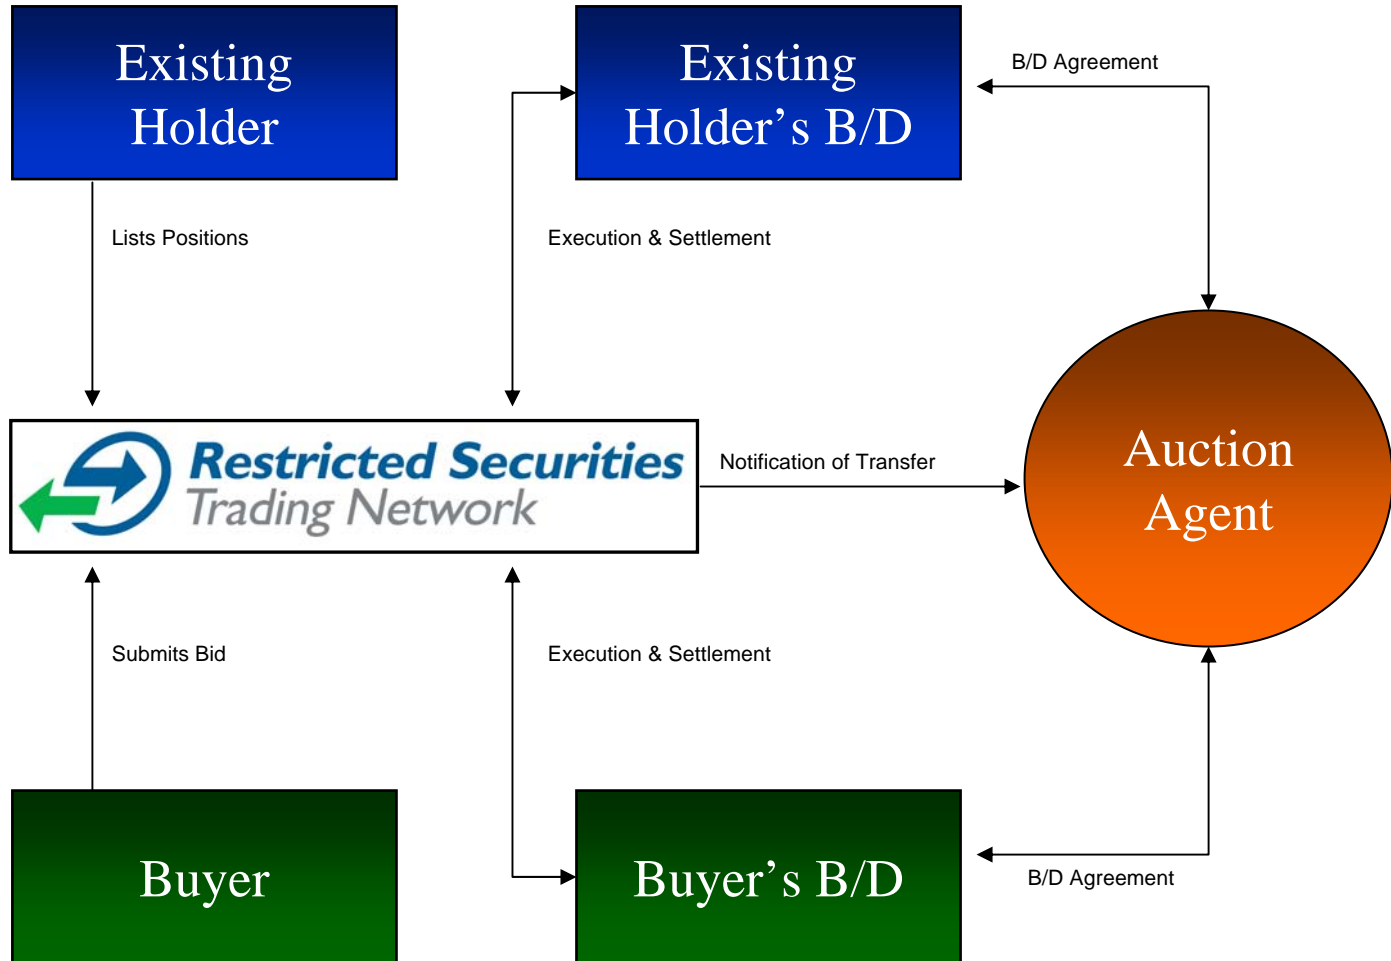 Existing
Holder
Existing
Holder’s B/D
B/D Agreement
Lists Positions
Execution & Settlement
Restricted Securities
Trading Network
Notification of Transfer
Auction
Agent
Submits Bid
Execution & Settlement
Buyer
Buyer’s B/D
B/D Agreement